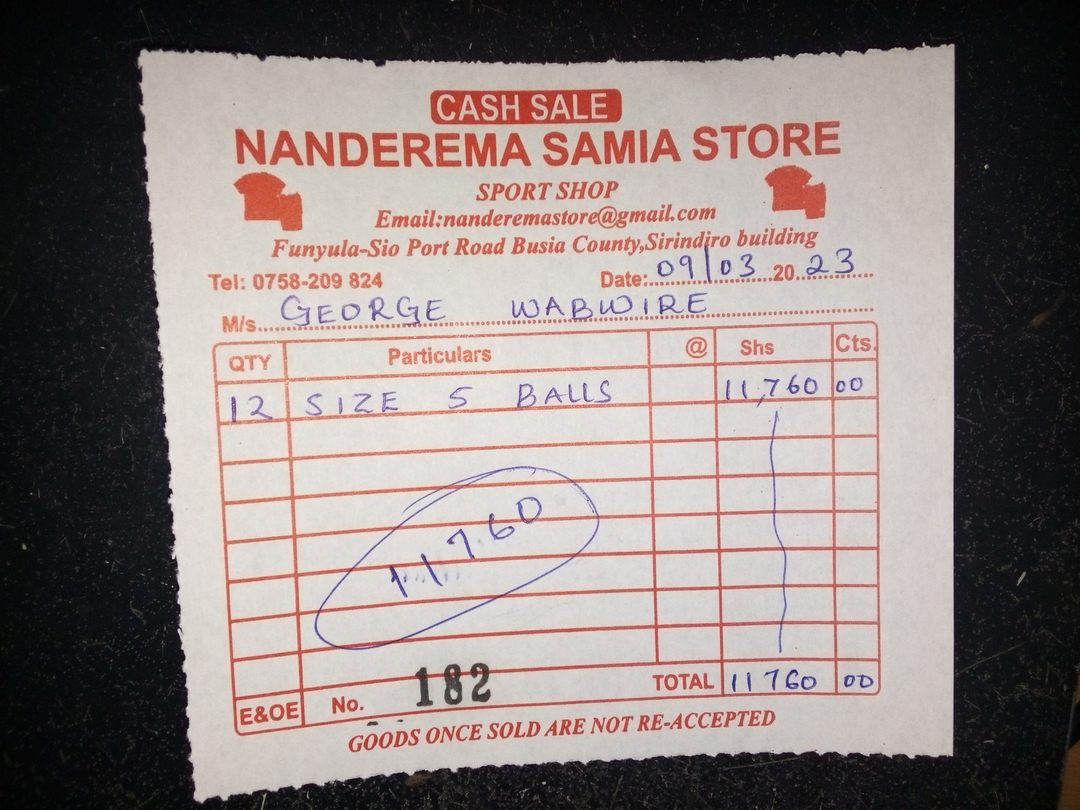 CASH SALE
NANDEREMA SAMIA STORE
SPORT SHOP
Email:nanderemastore@gmail.com
Funyula-Sio Port Road Busia County,Sirindiro building
Tel: 0758-209 824 Date: 09/03 20 23
M/s. GEORGE WABWIRE
QTY Particulars @ Shs Cts.
12 SIZE 5 BALLS 11,760 00
11760
TOTAL 11760 00
E&OE No. 182
GOODS ONCE SOLD ARE NOT RE-ACCEPTED